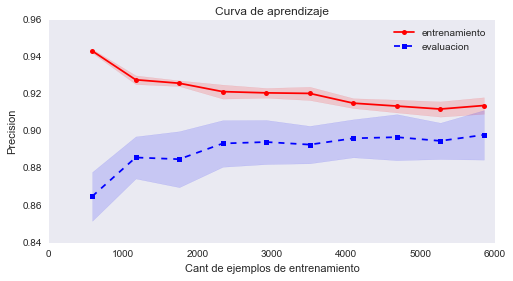 Curva de aprendizaje
0.96
0.94
0.92
0.90
0.88
0.86
0.84
Precision
entrenamiento
evaluacion
0 1000 2000 3000 4000 5000 6000
Cant de ejemplos de entrenamiento